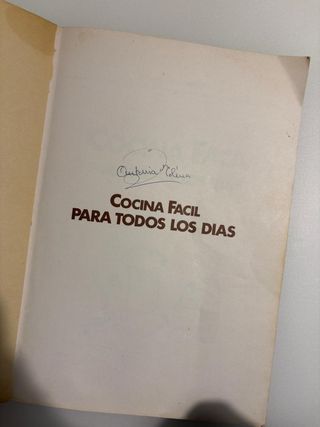 COCINA FACIL
PARA TODOS LOS DIAS